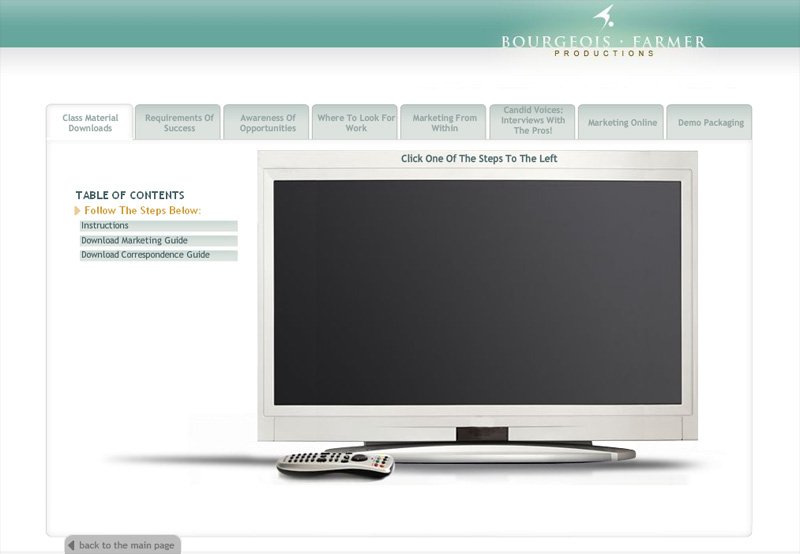 BOURGEOIS · FARMER
PRODUCTIONS
Class Material
Downloads
Requirements Of
Success
Awareness Of
Opportunities
Where To Look For
Work
Marketing From
Within
Candid Voices:
Interviews With
The Pros!
Marketing Online
Demo Packaging
Click One Of The Steps To The Left
TABLE OF CONTENTS
Follow The Steps Below:
Instructions
Download Marketing Guide
Download Correspondence Guide
back to the main page